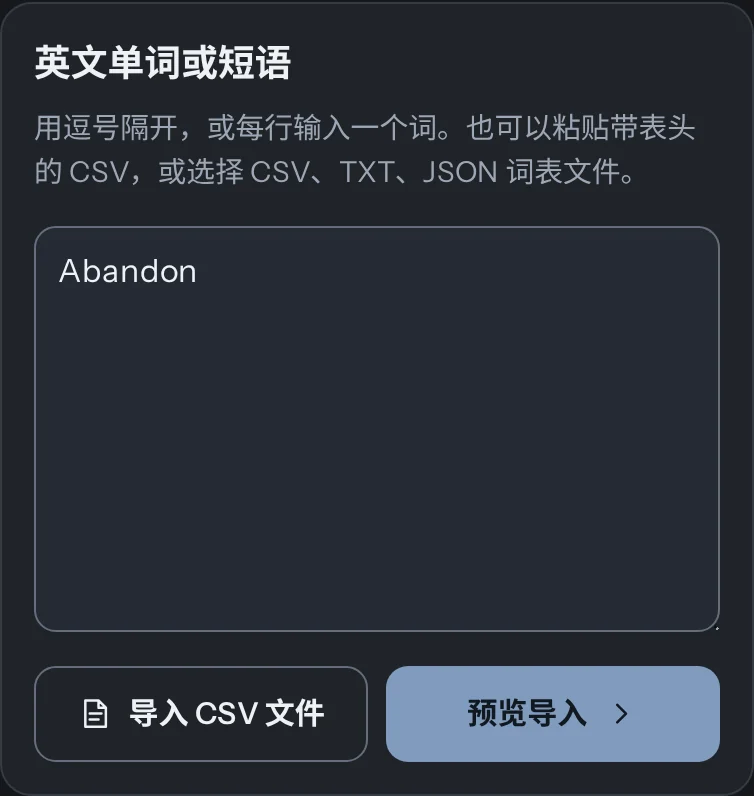 英文单词或短语
用逗号隔开，或每行输入一个词。也可以粘贴带表头
的 CSV，或选择 CSV、TXT、JSON 词表文件。
Abandon
导入 CSV 文件
预览导入